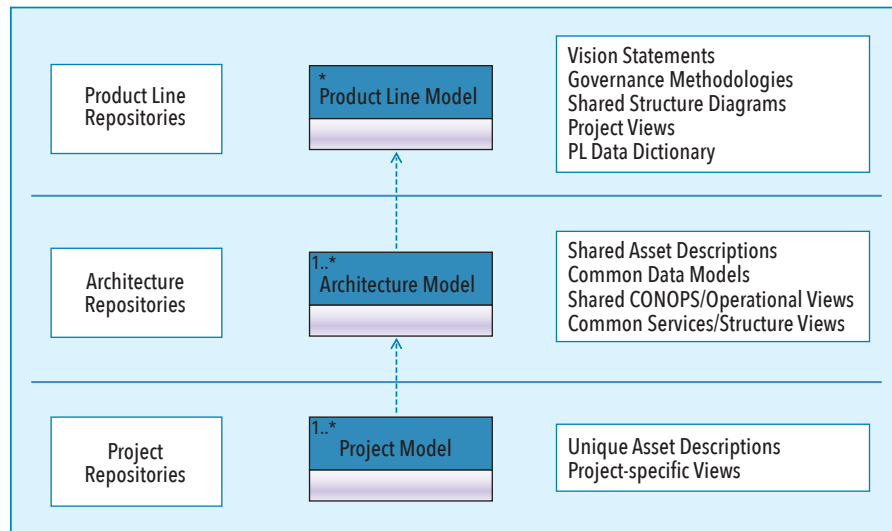 Product Line
Repositories
*
Product Line Model
Vision Statements
Governance Methodologies
Shared Structure Diagrams
Project Views
PL Data Dictionary
Architecture
Repositories
1..*
Architecture Model
Shared Asset Descriptions
Common Data Models
Shared CONOPS/Operational Views
Common Services/Structure Views
Project
Repositories
1..*
Project Model
Unique Asset Descriptions
Project-specific Views